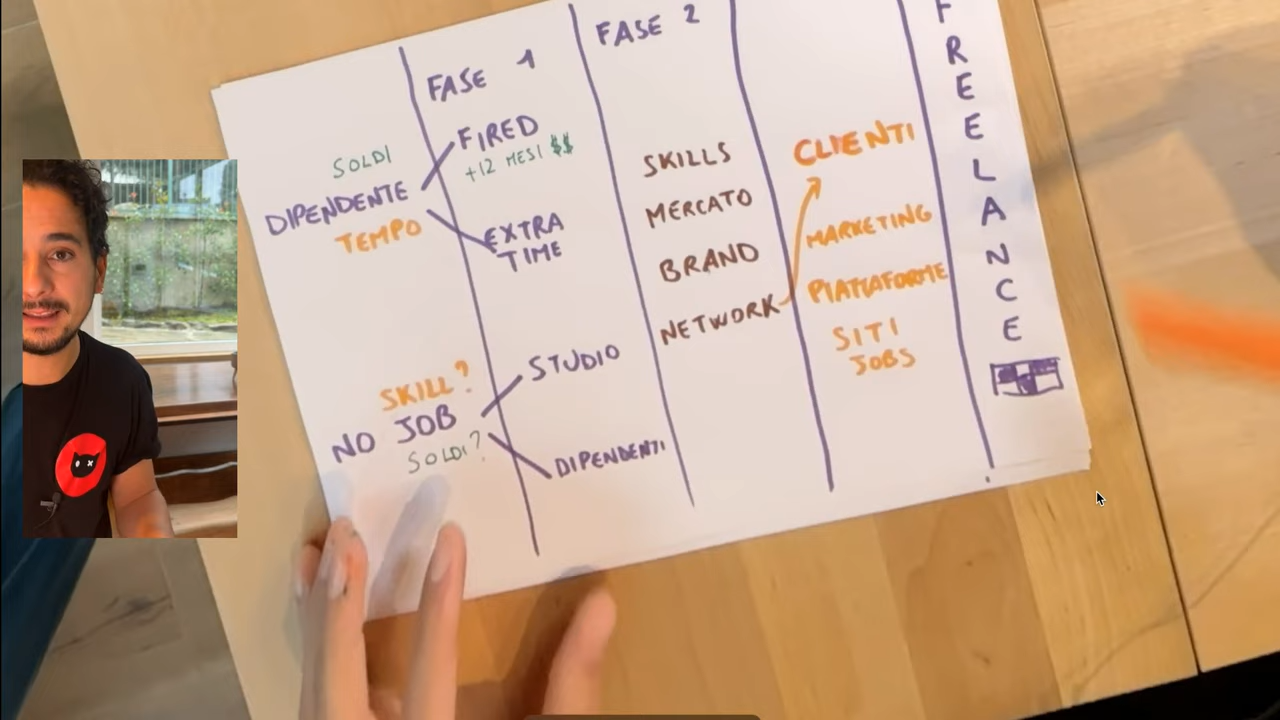 FASE 1
SOLDI
DIPENDENTE
TEMPO
FIRED
+12 MESI $$
EXTRA
TIME
SKILL?
NO JOB
SOLDI?
STUDIO
DIPENDENTI
FASE 2
SKILLS
MERCATO
BRAND
NETWORK
CLIENTI
MARKETING
PIATTAFORME
SITI
JOBS
FREELANCE